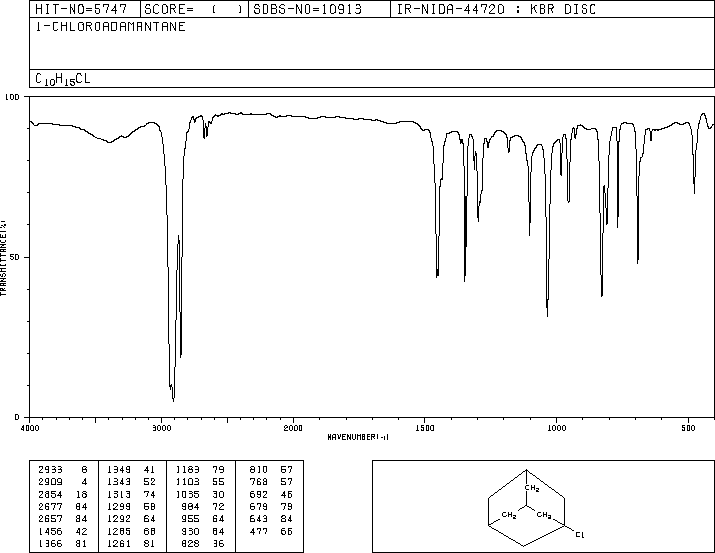 HIT-NO=5747 SCORE= ( ) SDBS-NO=10913 IR-NIDA-44720 : KBR DISC
1-CHLOROADAMANTANE
C10H15CL
100
50
0
TRANSMITTANCE(%)
4000 3000 2000 1500 1000 500
WAVENUMBER(-1)
2933 8 1349 41 1183 79 810 57
2909 4 1343 52 1103 55 768 57
2854 18 1313 74 1035 30 692 46
2677 84 1299 58 984 72 679 79
2657 84 1292 64 955 64 643 84
1456 42 1285 68 930 84 477 66
1366 81 1261 81 828 36
CH2
CH2 CH2
Cl